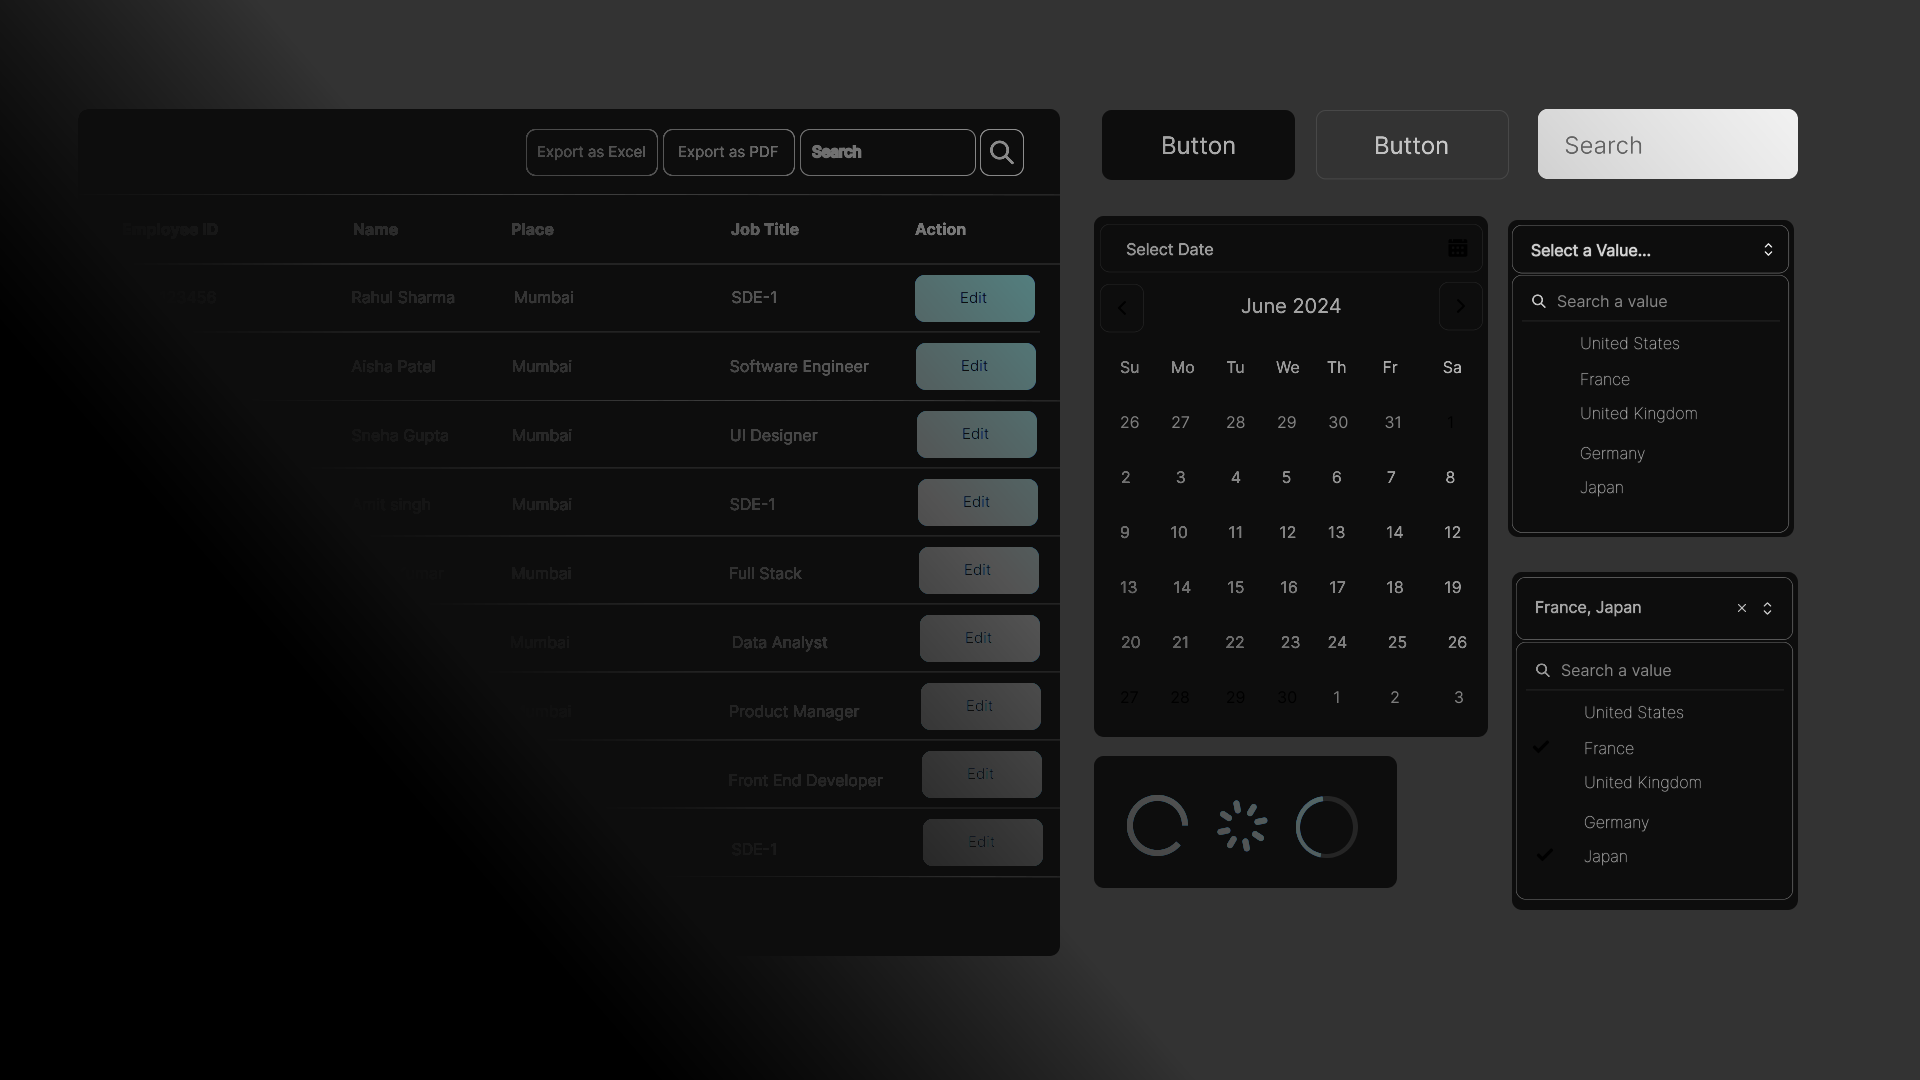 Export as Excel Export as PDF Search
Employee ID Name Place Job Title Action
3456 Rahul Sharma Mumbai SDE-1 Edit
Aisha Patel Mumbai Software Engineer Edit
Sneha Gupta Mumbai UI Designer Edit
Amit singh Mumbai SDE-1 Edit
Mumbai Full Stack Edit
Mumbai Data Analyst Edit
Product Manager Edit
Front End Developer Edit
SDE-1 Edit
Button Button Search
Select Date
June 2024
Su Mo Tu We Th Fr Sa
26 27 28 29 30 31 1
2 3 4 5 6 7 8
9 10 11 12 13 14 12
13 14 15 16 17 18 19
20 21 22 23 24 25 26
27 28 29 30 1 2 3
Select a Value...
Search a value
United States
France
United Kingdom
Germany
Japan
France, Japan
Search a value
United States
France
United Kingdom
Germany
Japan